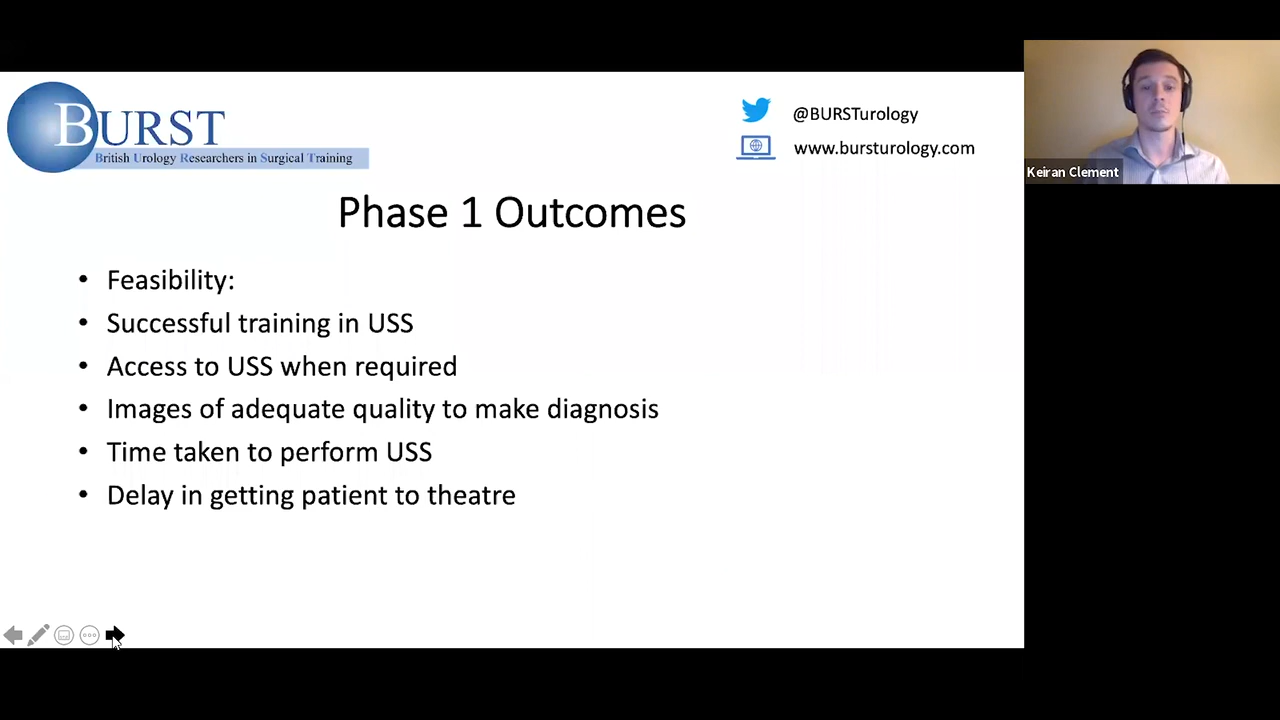 BURST
British Urology Researchers in Surgical Training
@BURSTurology
www.bursturology.com
Keiran Clement
Phase 1 Outcomes
• Feasibility:
• Successful training in USS
• Access to USS when required
• Images of adequate quality to make diagnosis
• Time taken to perform USS
• Delay in getting patient to theatre